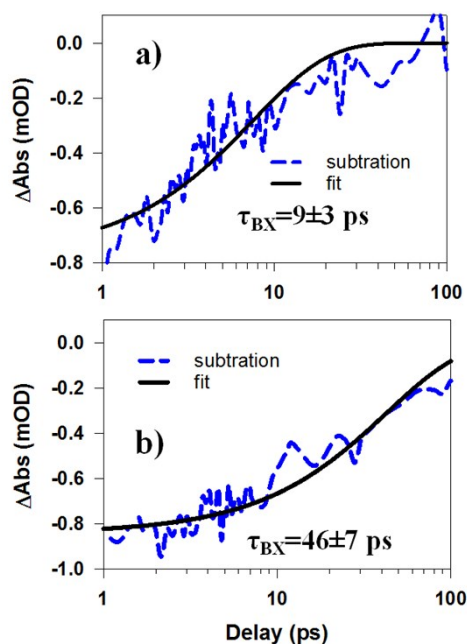 a)
0.0
-0.2
-0.4
-0.6
-0.8
ΔAbs (mOD)
subtration
fit
τBX=9±3 ps
1 10 100
0.0
-0.2
-0.4
-0.6
-0.8
-1.0
ΔAbs (mOD)
subtration
fit
b)
τBX=46±7 ps
1 10 100
Delay (ps)